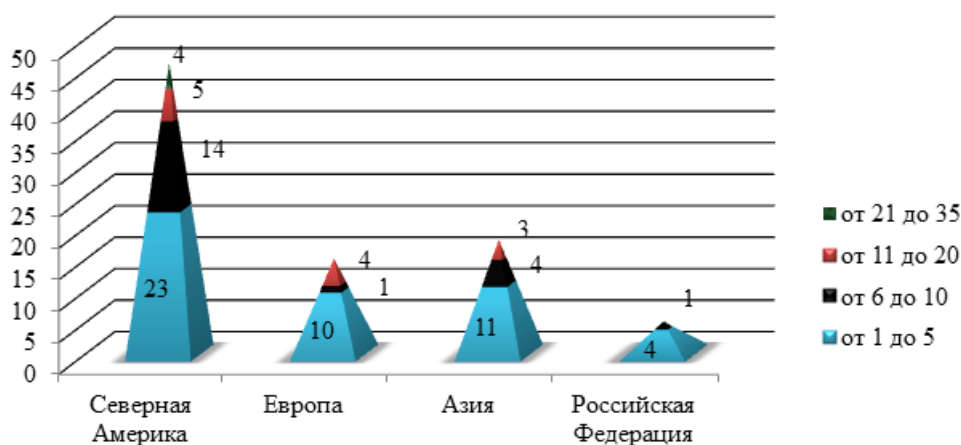 50
45
40
35
30
25
20
15
10
5
0
4
5
14
23
4
1
10
3
4
11
1
4
Северная
Америка
Европа
Азия
Российская
Федерация
от 21 до 35
от 11 до 20
от 6 до 10
от 1 до 5